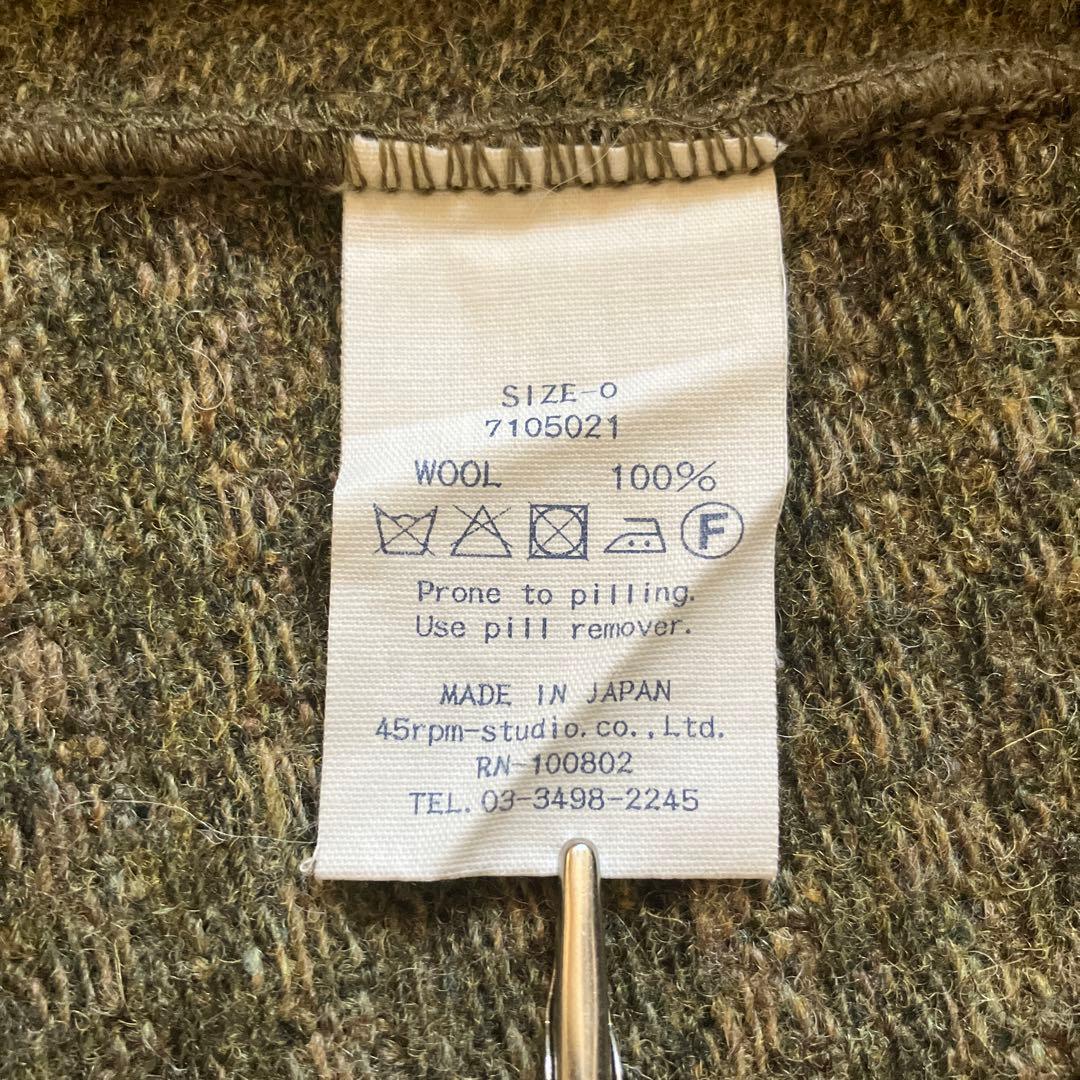 SIZE-0
7105021
WOOL 100%
F
Prone to pilling.
Use pill remover.
MADE IN JAPAN
45rpm-studio.co.,Ltd.
RN-100802
TEL.03-3498-2245